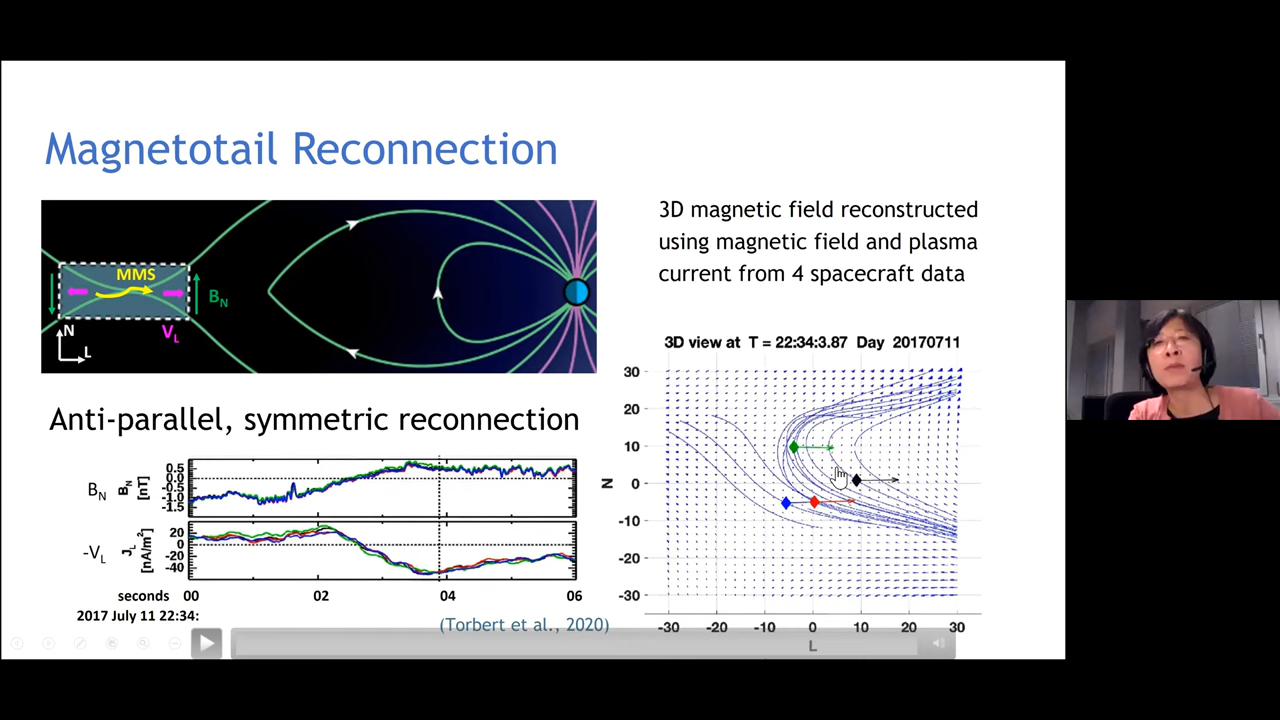 Magnetotail Reconnection
MMS
B_N
N
V_L
L
3D magnetic field reconstructed
using magnetic field and plasma
current from 4 spacecraft data
Anti-parallel, symmetric reconnection
B_N
B_N
[nT]
0.5
0.0
-0.5
-1.0
-1.5
-V_L
J_L
[nA/m²]
20
0
-20
-40
seconds 00 02 04 06
2017 July 11 22:34:
(Torbert et al., 2020)
3D view at T = 22:34:3.87 Day 20170711
N
30
20
10
0
-10
-20
-30
-30 -20 -10 0 10 20 30
L